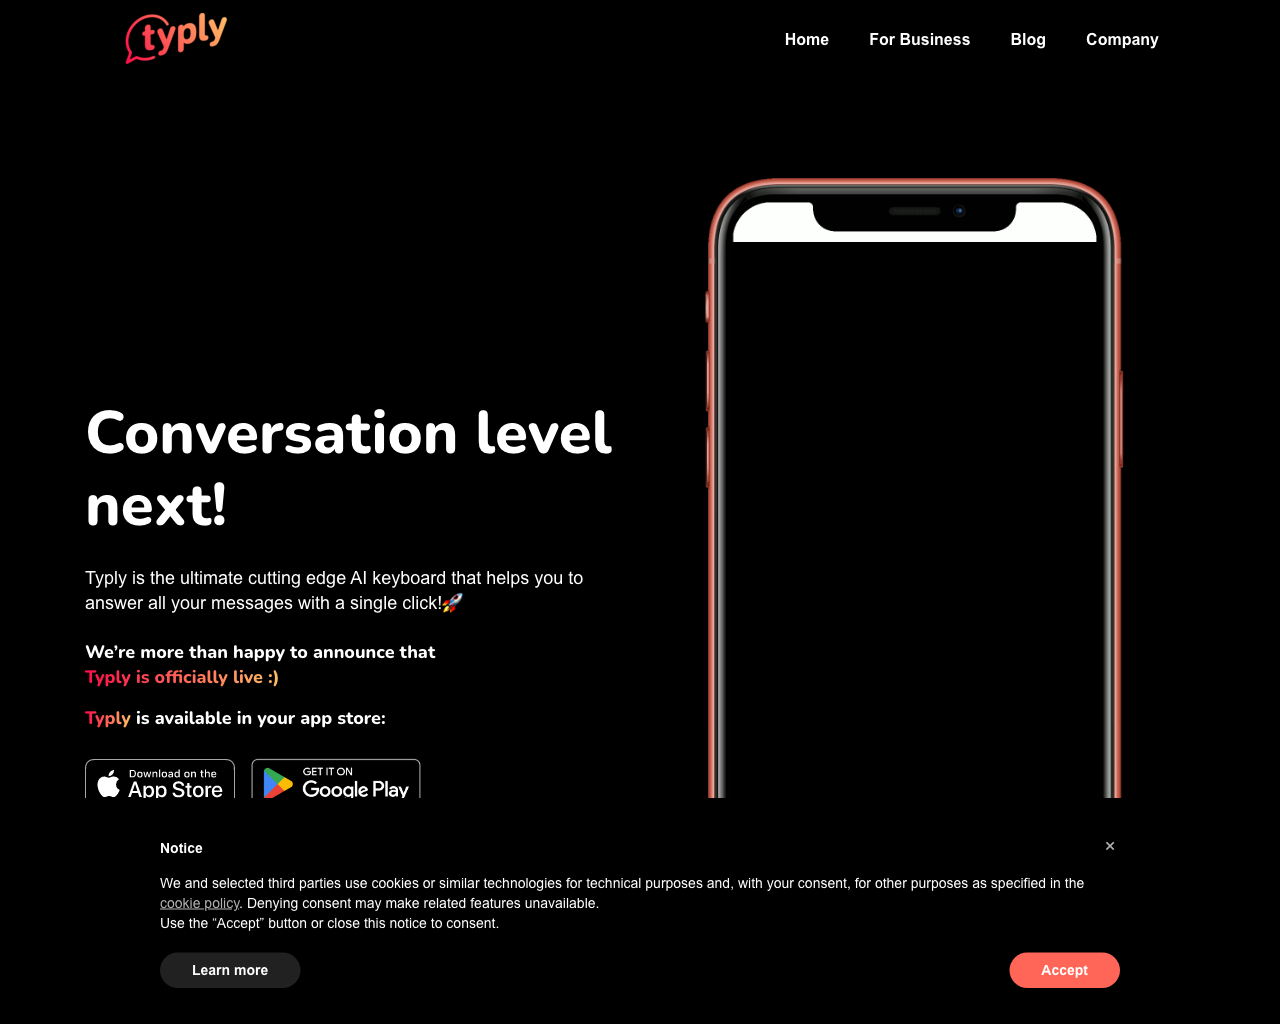 typly
Home
For Business
Blog
Company
Conversation level
next!
Typly is the ultimate cutting edge AI keyboard that helps you to
answer all your messages with a single click!🚀
We’re more than happy to announce that
Typly is officially live :)
Typly is available in your app store:
Download on the
App Store
GET IT ON
Google Play
Notice
×
We and selected third parties use cookies or similar technologies for technical purposes and, with your consent, for other purposes as specified in the
cookie policy. Denying consent may make related features unavailable.
Use the “Accept” button or close this notice to consent.
Learn more
Accept